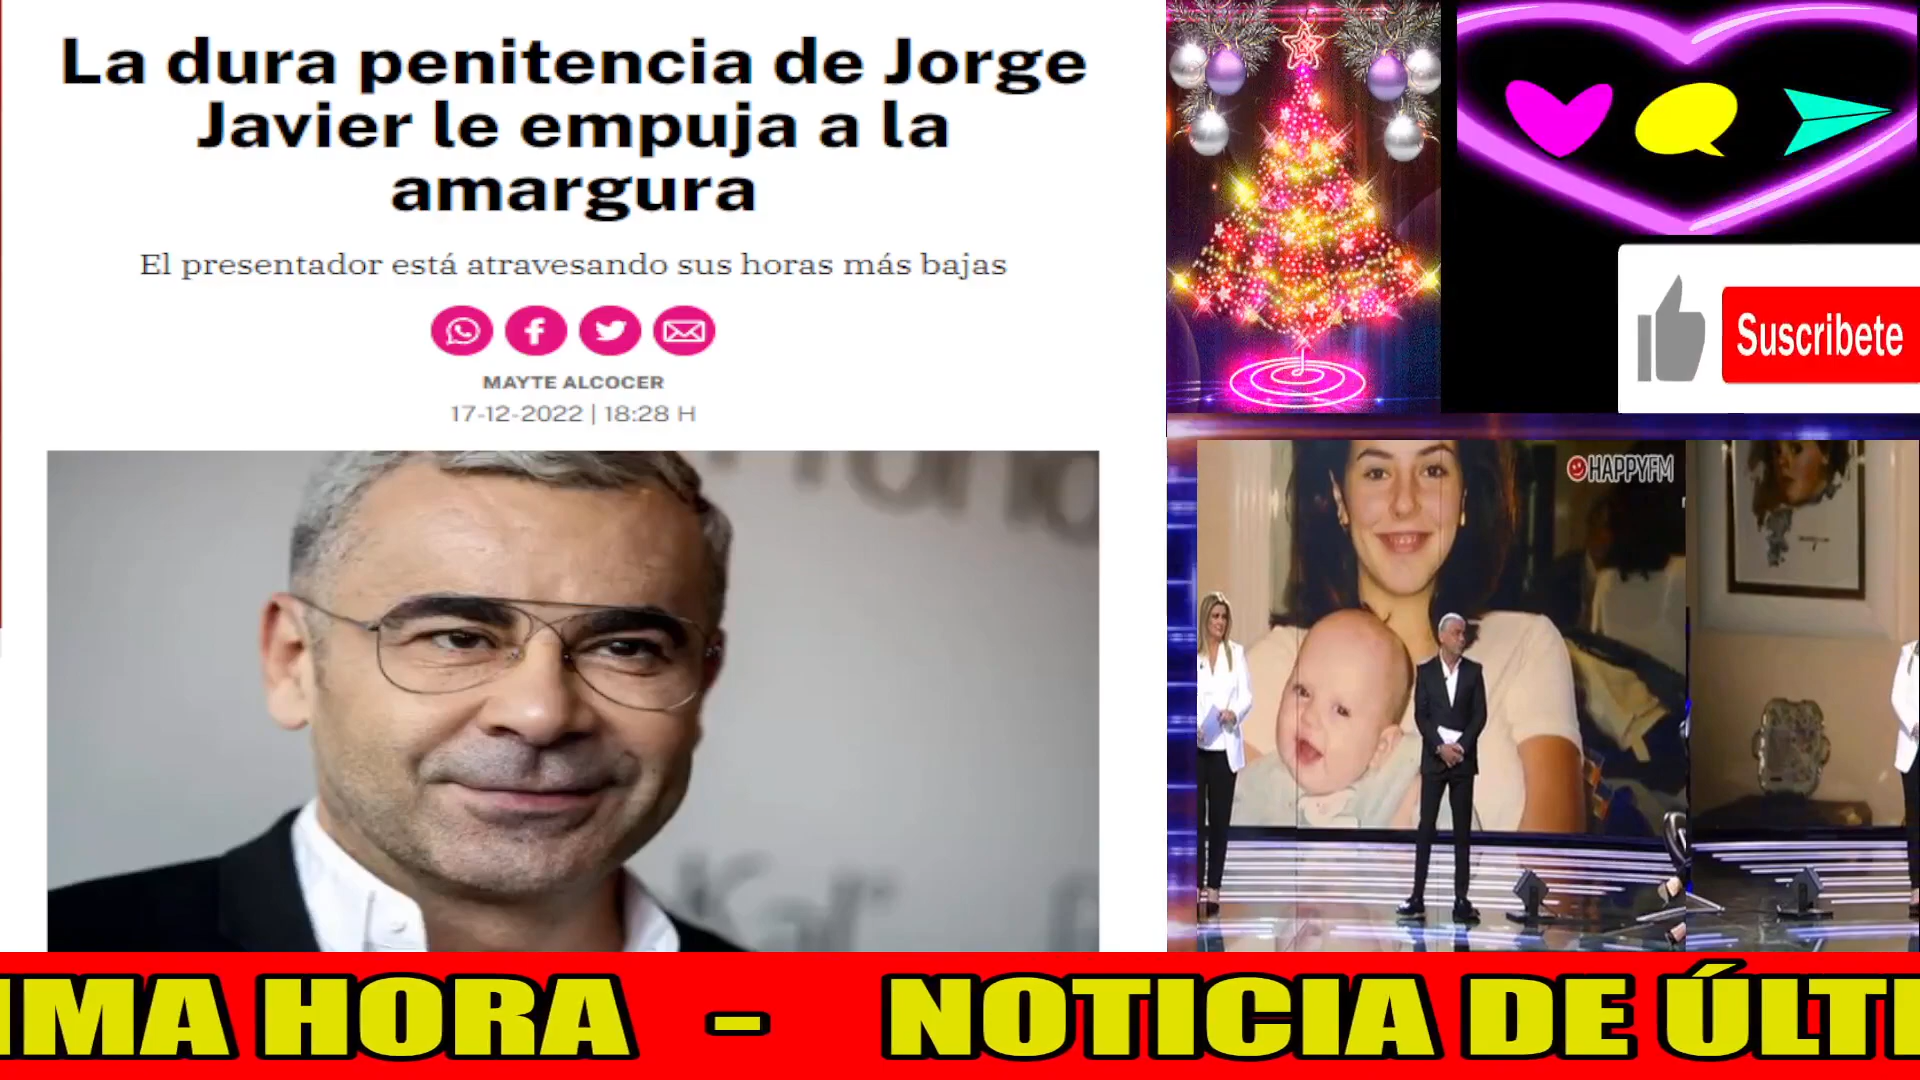 La dura penitencia de Jorge
Javier le empuja a la
amargura
El presentador está atravesando sus horas más bajas
MAYTE ALCOCER
17-12-2022 | 18:28 H
Suscribete
HAPPYFM
IMA HORA - NOTICIA DE ÚLTI